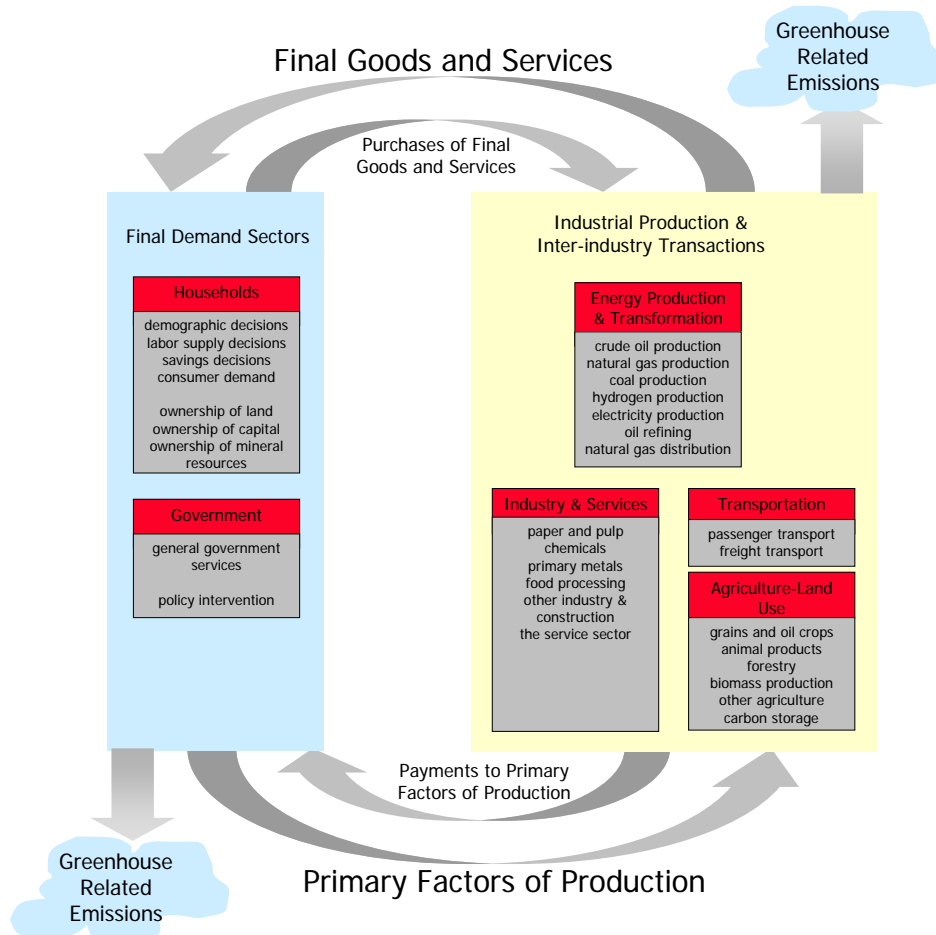 Final Goods and Services
Greenhouse
Related
Emissions
Purchases of Final
Goods and Services
Final Demand Sectors
Households
demographic decisions
labor supply decisions
savings decisions
consumer demand
ownership of land
ownership of capital
ownership of mineral
resources
Government
general government
services
policy intervention
Industrial Production &
Inter-industry Transactions
Energy Production
& Transformation
crude oil production
natural gas production
coal production
hydrogen production
electricity production
oil refining
natural gas distribution
Industry & Services
paper and pulp
chemicals
primary metals
food processing
other industry &
construction
the service sector
Transportation
passenger transport
freight transport
Agriculture-Land
Use
grains and oil crops
animal products
forestry
biomass production
other agriculture
carbon storage
Payments to Primary
Factors of Production
Greenhouse
Related
Emissions
Primary Factors of Production